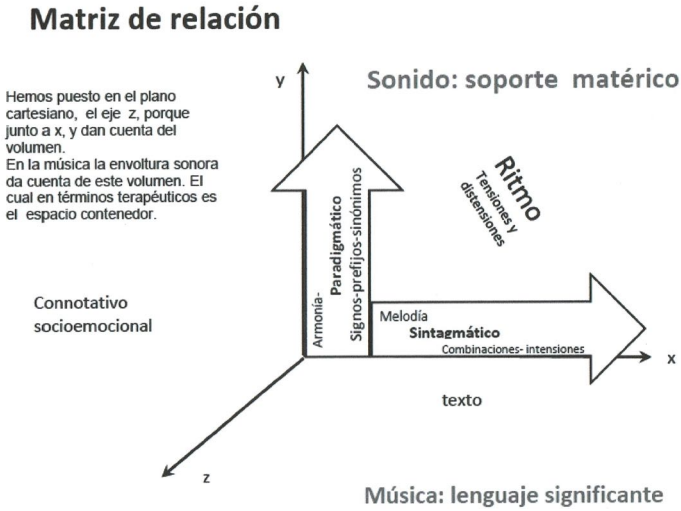 Matriz de relación
y
Sonido: soporte matérico
Hemos puesto en el plano
cartesiano, el eje z, porque
junto a x, y dan cuenta del
volumen.
En la música la envoltura sonora
da cuenta de este volumen. El
cual en términos terapéuticos es
el espacio contenedor.
Ritmo
Tensiones y
distensiones
Armonía-
Paradigmático
Signos-prefijos-sinónimos
Connotativo
socioemocional
Melodía
Sintagmático
Combinaciones- intensiones
x
texto
z
Música: lenguaje significante